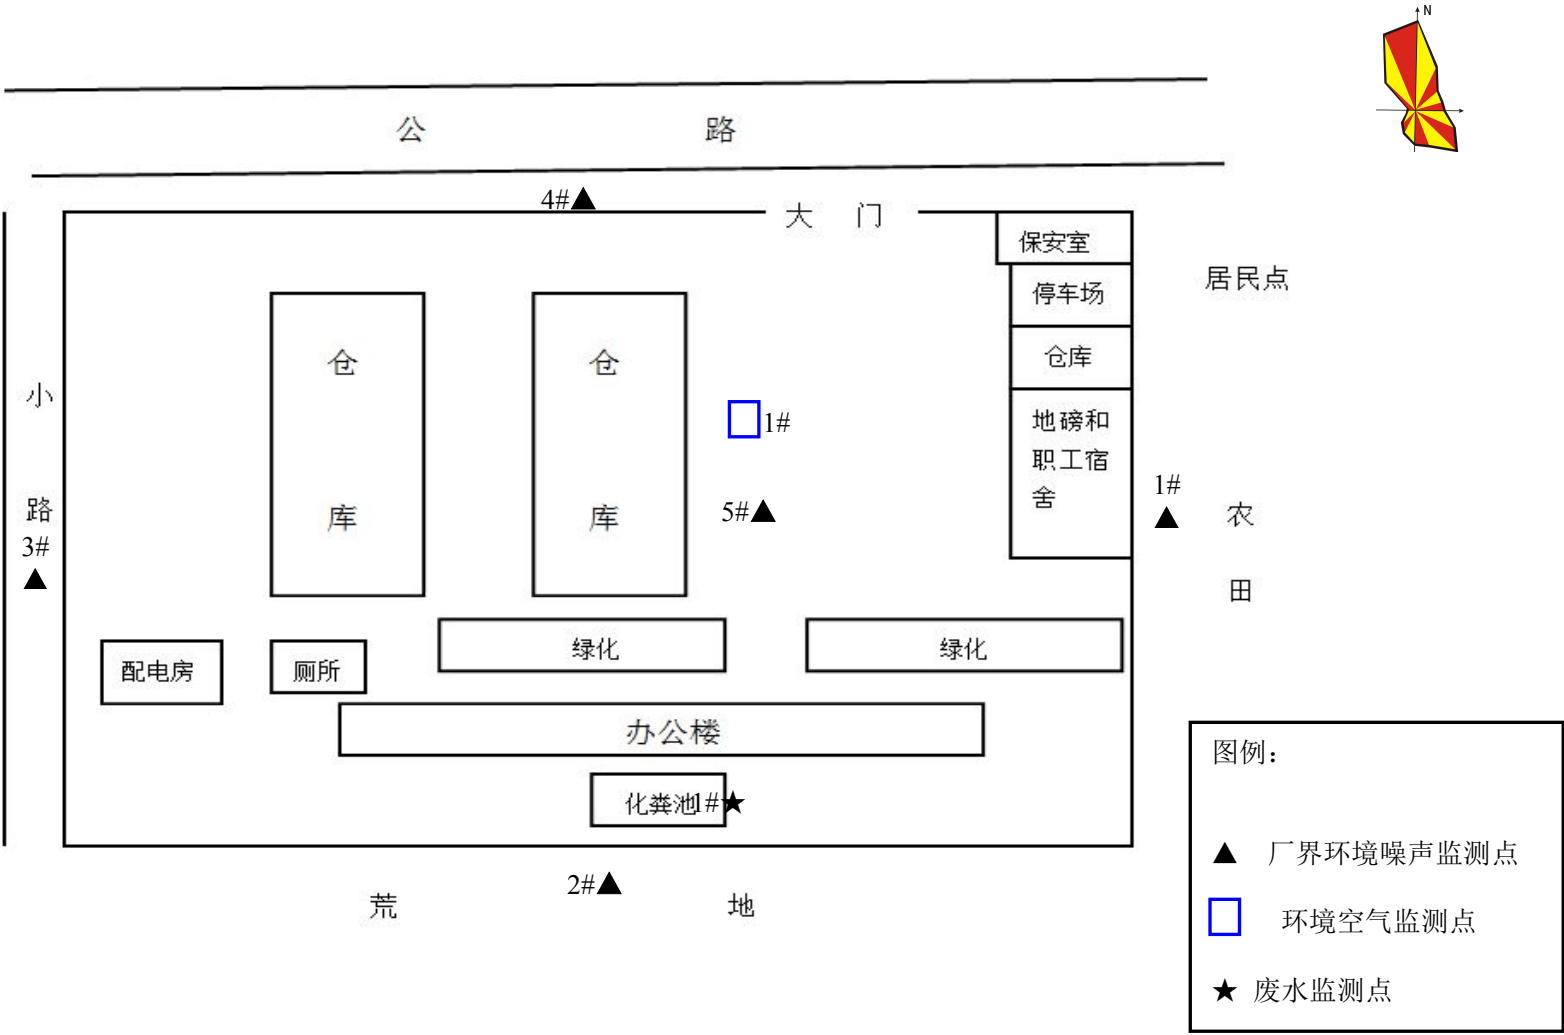 N
公 路
4#▲
大 门
保安室
停车场
居民点
仓库
仓库
仓库
小路
1#
地磅和
职工宿
舍
1#
▲
5#▲
农田
3#
▲
绿化
绿化
配电房
厕所
办公楼
化粪池
1#★
2#▲
荒 地
图例：
▲ 厂界环境噪声监测点
环境空气监测点
★ 废水监测点